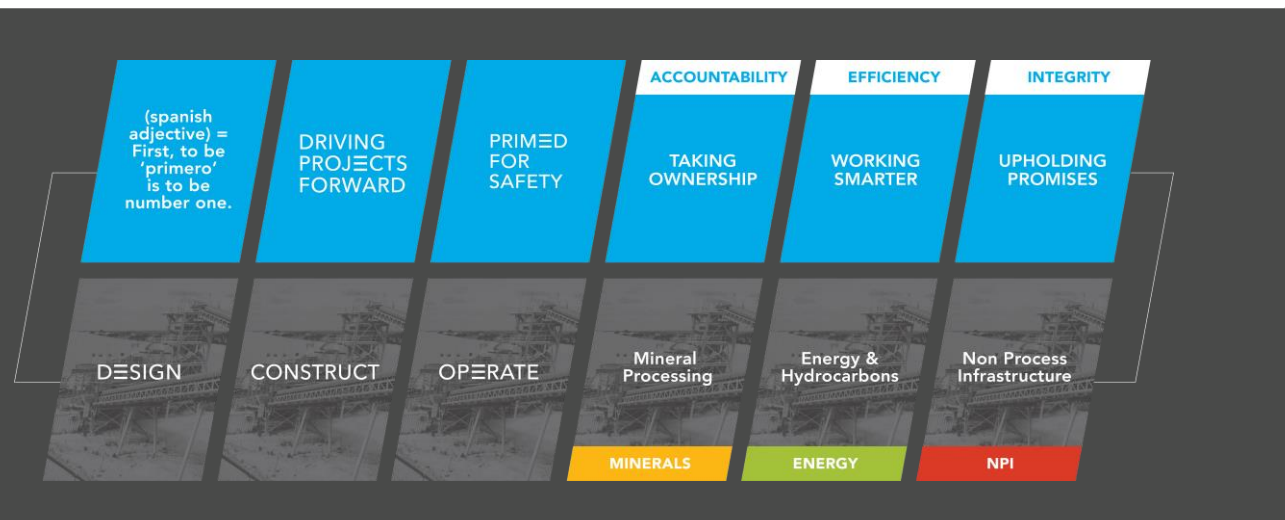 (spanish
adjective) =
First, to be
‘primero’
is to be
number one.
DRIVING
PROJECTS
FORWARD
PRIMED
FOR
SAFETY
ACCOUNTABILITY
TAKING
OWNERSHIP
EFFICIENCY
WORKING
SMARTER
INTEGRITY
UPHOLDING
PROMISES
DESIGN
CONSTRUCT
OPERATE
Mineral
Processing
MINERALS
Energy &
Hydrocarbons
ENERGY
Non Process
Infrastructure
NPI